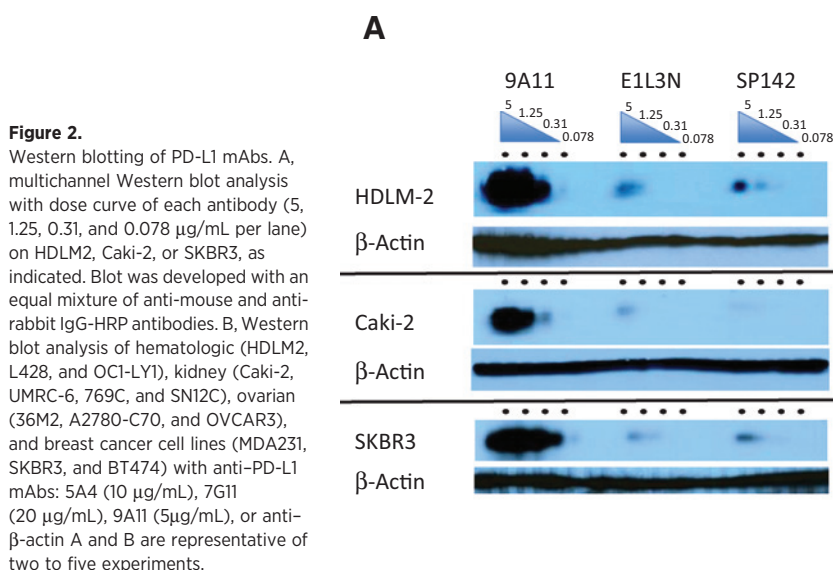 A
9A11 E1L3N SP142
5 1.25 0.31 0.078 5 1.25 0.31 0.078 5 1.25 0.31 0.078
HDLM-2
β-Actin
Caki-2
β-Actin
SKBR3
β-Actin
Figure 2.
Western blotting of PD-L1 mAbs. A,
multichannel Western blot analysis
with dose curve of each antibody (5,
1.25, 0.31, and 0.078 μg/mL per lane)
on HDLM2, Caki-2, or SKBR3, as
indicated. Blot was developed with an
equal mixture of anti-mouse and anti-
rabbit IgG-HRP antibodies. B, Western
blot analysis of hematologic (HDLM2,
L428, and OC1-LY1), kidney (Caki-2,
UMRC-6, 769C, and SN12C), ovarian
(36M2, A2780-C70, and OVCAR3),
and breast cancer cell lines (MDA231,
SKBR3, and BT474) with anti–PD-L1
mAbs: 5A4 (10 μg/mL), 7G11
(20 μg/mL), 9A11 (5μg/mL), or anti–
β-actin A and B are representative of
two to five experiments.